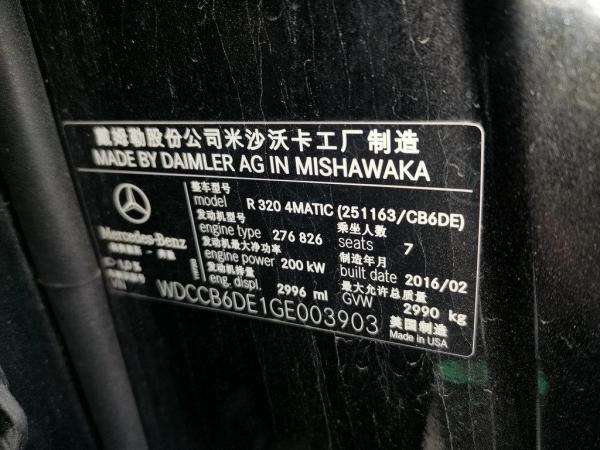 戴姆勒股份公司米沙沃卡工厂制造
MADE BY DAIMLER AG IN MISHAWAKA
整车型号
model R 320 4MATIC (251163/CB6DE)
发动机型号 乘坐人数
engine type 276 826 seats 7
发动机最大净功率 制造年月
engine power 200 kW built date 2016/02
发动机排量 最大允许总质量
eng. displ. 2996 ml GVW 2990 kg
Mercedes-Benz
WDCCB6DE1GE003903
美国制造
Made in USA